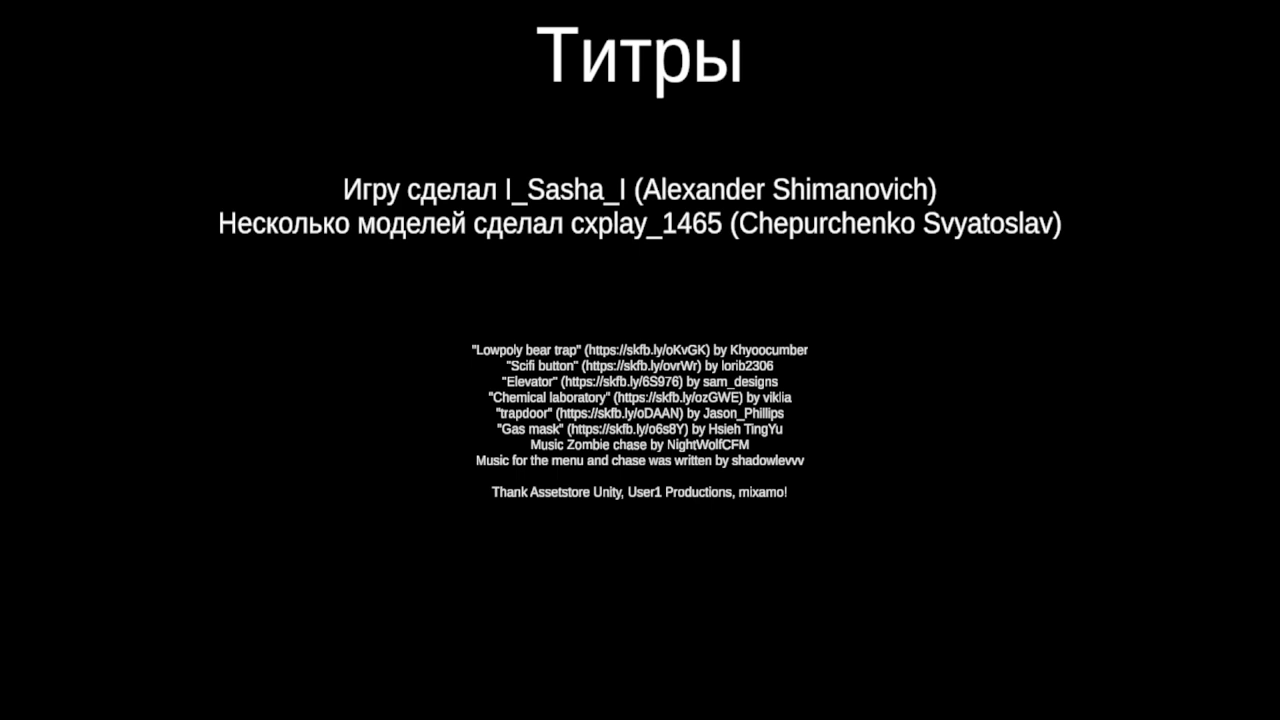 Титры
Игру сделал I_Sasha_I (Alexander Shimanovich)
Несколько моделей сделал cxplay_1465 (Chepurchenko Svyatoslav)
"Lowpoly bear trap" (https://skfb.ly/oKvGK) by Khyoocumber
"Scifi button" (https://skfb.ly/ovrWr) by lorib2306
"Elevator" (https://skfb.ly/6S976) by sam_designs
"Chemical laboratory" (https://skfb.ly/ozGWE) by viklia
"trapdoor" (https://skfb.ly/oDAAN) by Jason_Phillips
"Gas mask" (https://skfb.ly/o6s8Y) by Hsieh TingYu
Music Zombie chase by NightWolfCFM
Music for the menu and chase was written by shadowlevvv
Thank Assetstore Unity, User1 Productions, mixamo!